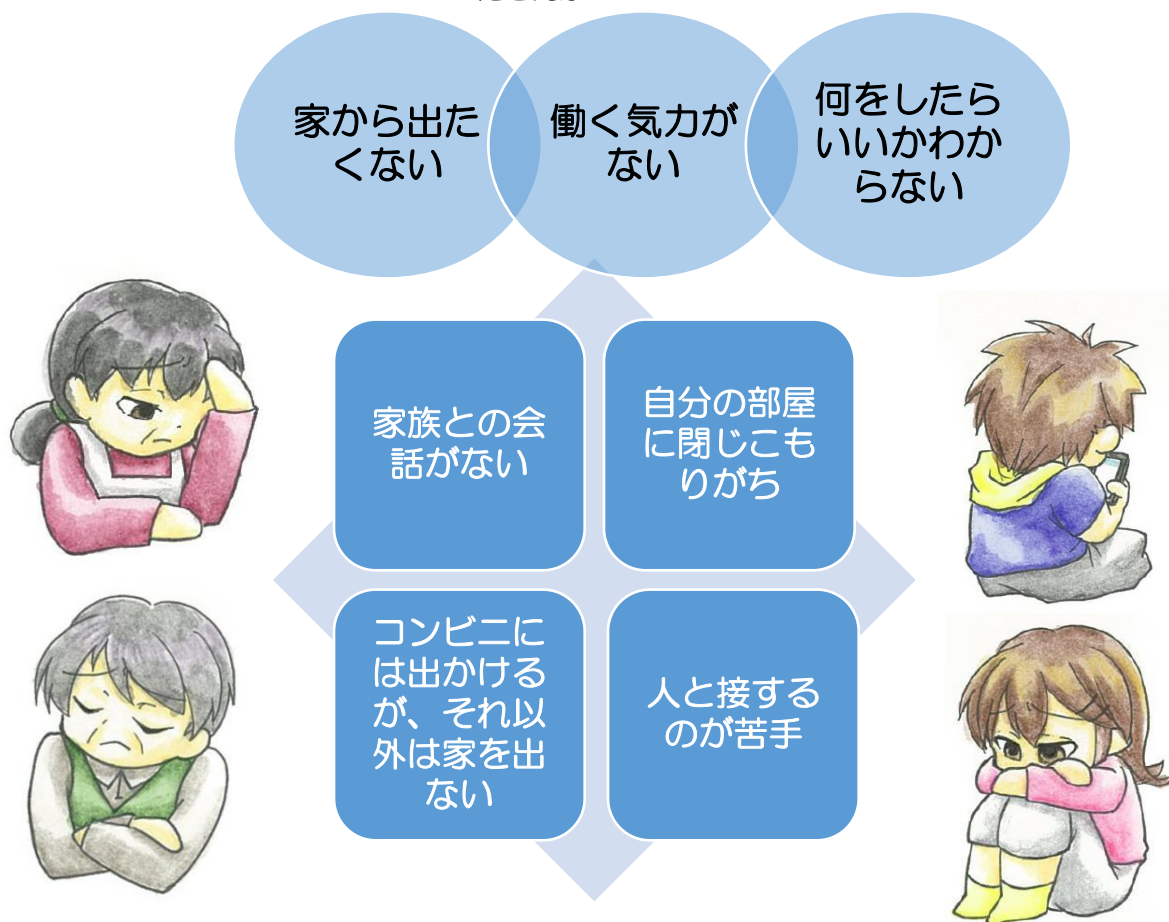 家から出た
くない
働く気力が
ない
何をしたら
いいかわか
らない
家族との会
話がない
自分の部屋
に閉じこも
りがち
コンビニに
は出かける
が、それ以
外は家を出
ない
人と接する
のが苦手